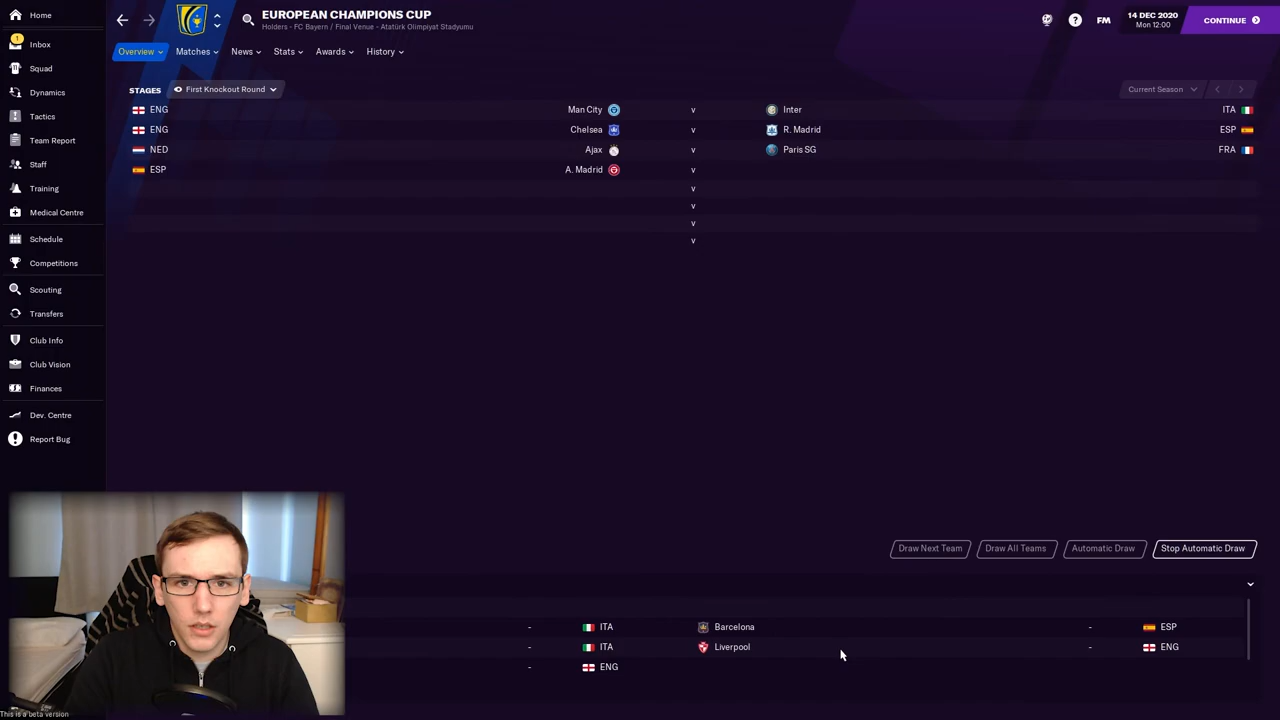 Home
EUROPEAN CHAMPIONS CUP
Holders - FC Bayern / Final Venue - Atatürk Olimpiyat Stadyumu
FM
14 DEC 2020
Mon 12:00
CONTINUE
1
Inbox
Squad
Dynamics
Tactics
Team Report
Staff
Training
Medical Centre
Schedule
Competitions
Scouting
Transfers
Club Info
Club Vision
Finances
Dev. Centre
Report Bug
Overview
Matches
News
Stats
Awards
History
STAGES
First Knockout Round
Current Season
ENG Man City v Inter ITA
ENG Chelsea v R. Madrid ESP
NED Ajax v Paris SG FRA
ESP A. Madrid v
v
v
v
v
Draw Next Team
Draw All Teams
Automatic Draw
Stop Automatic Draw
- ITA Barcelona - ESP
- ITA Liverpool - ENG
- ENG
This is a beta version